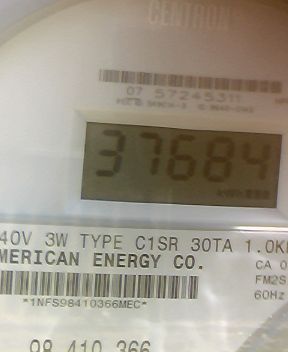 CENTRON
07 57245311
37684
40V 3W TYPE C1SR 30TA 1.0K
MERICAN ENERGY CO.
CA 0
FM2S
*1NFS98410366MEC*
60Hz
98 410 366